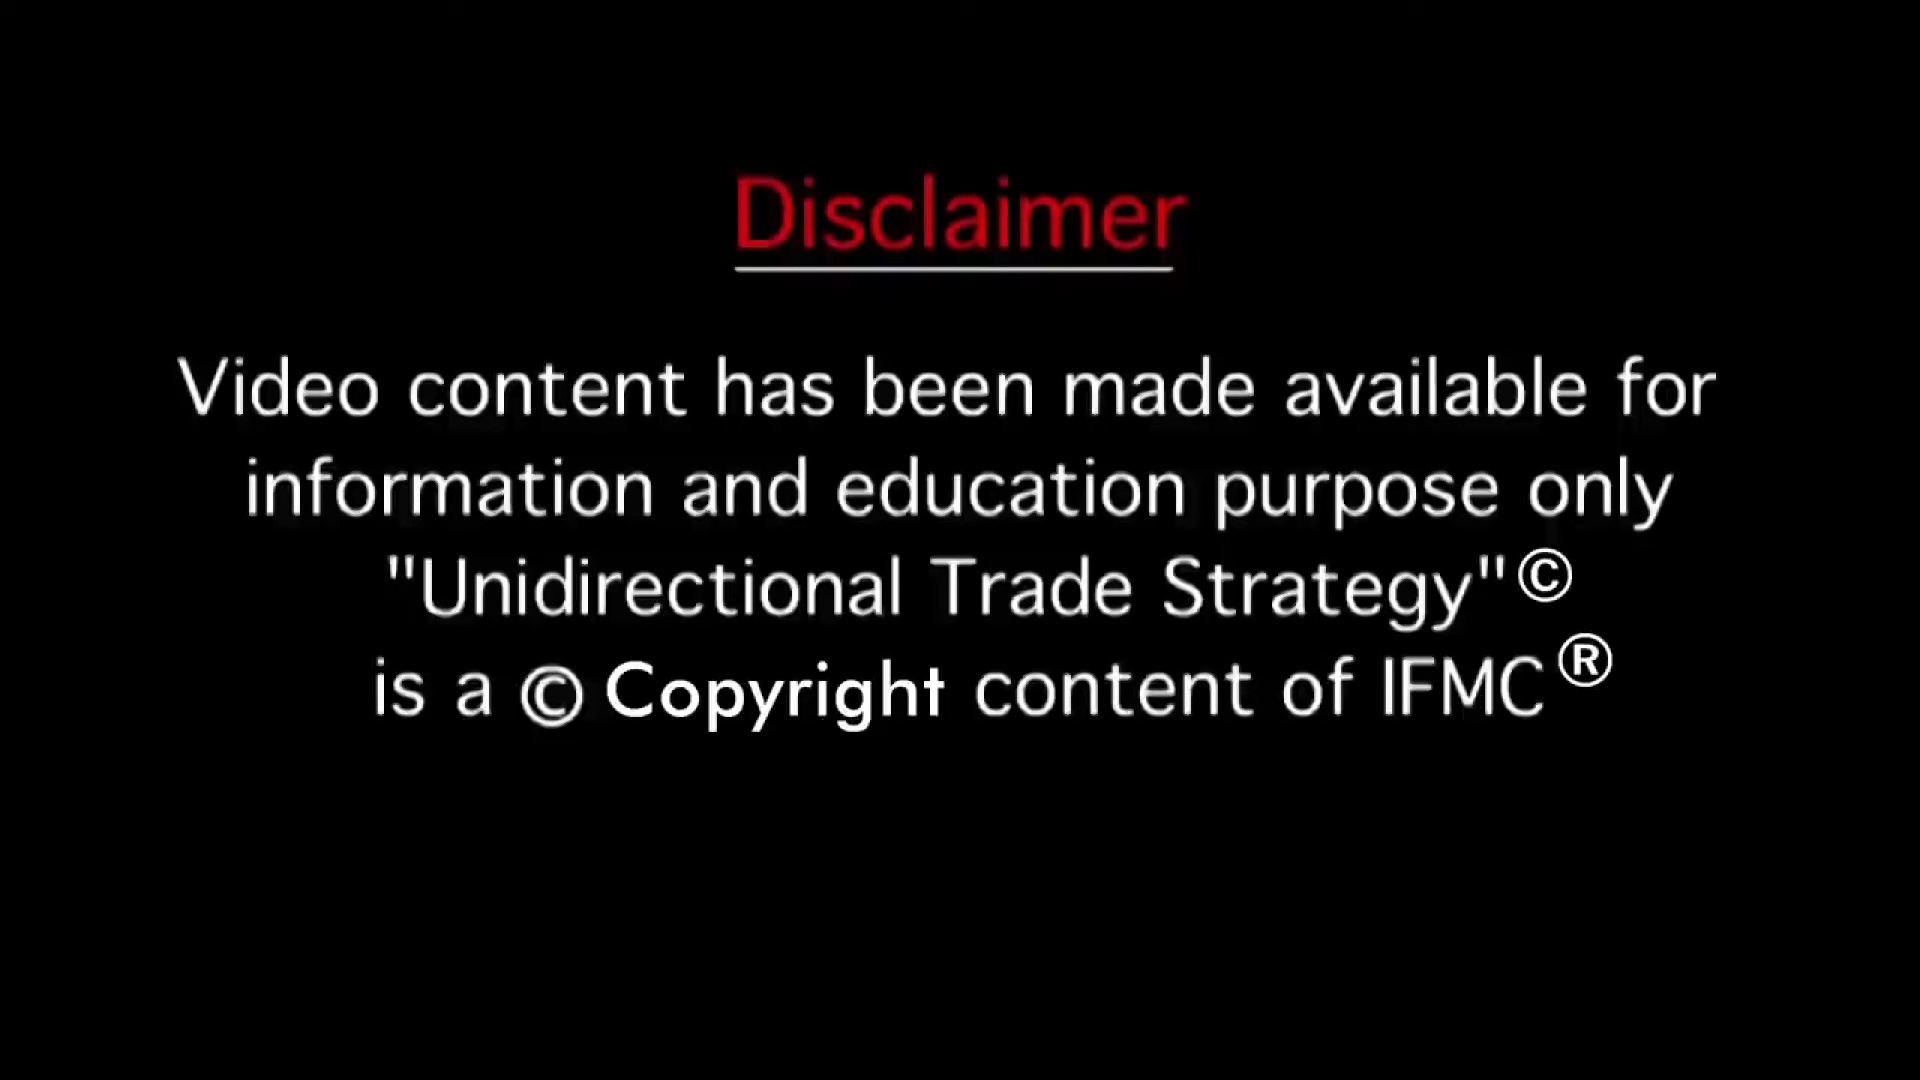 Disclaimer
Video content has been made available for
information and education purpose only
"Unidirectional Trade Strategy"©
is a © Copyright content of IFMC®